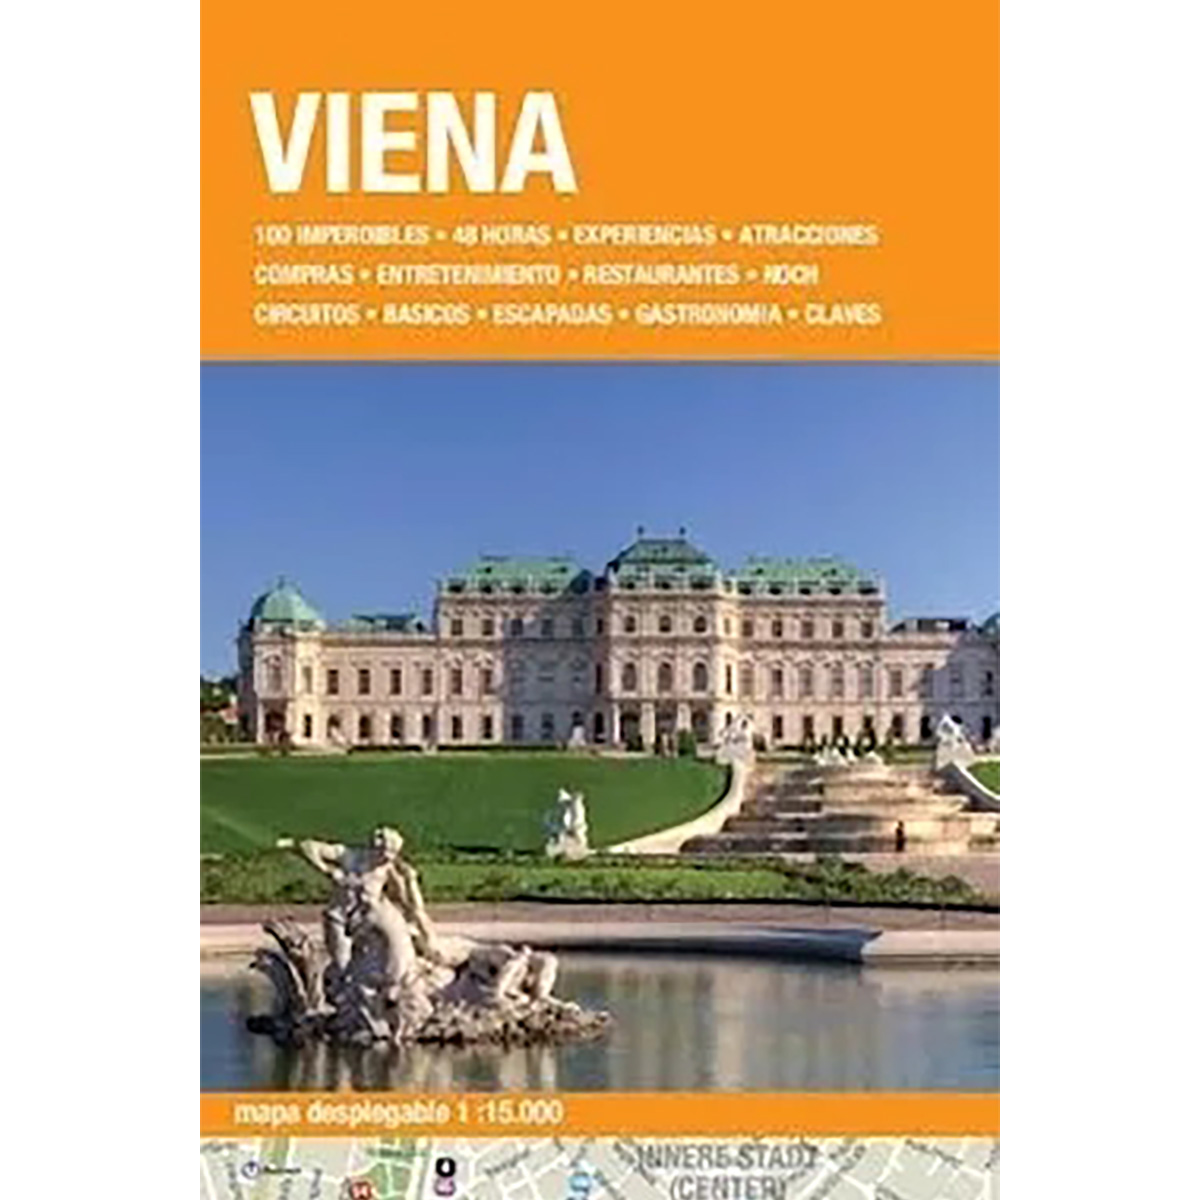 VIENA
100 IMPERDIBLES • 48 HORAS • EXPERIENCIAS • ATRACCIONES
COMPRAS • ENTRETENIMIENTO • RESTAURANTES • NOCH
CIRCUITOS • BASICOS • ESCAPADAS • GASTRONOMIA • CLAVES
mapa desplegable 1 :15.000
INNERE STADT
(CENTER)